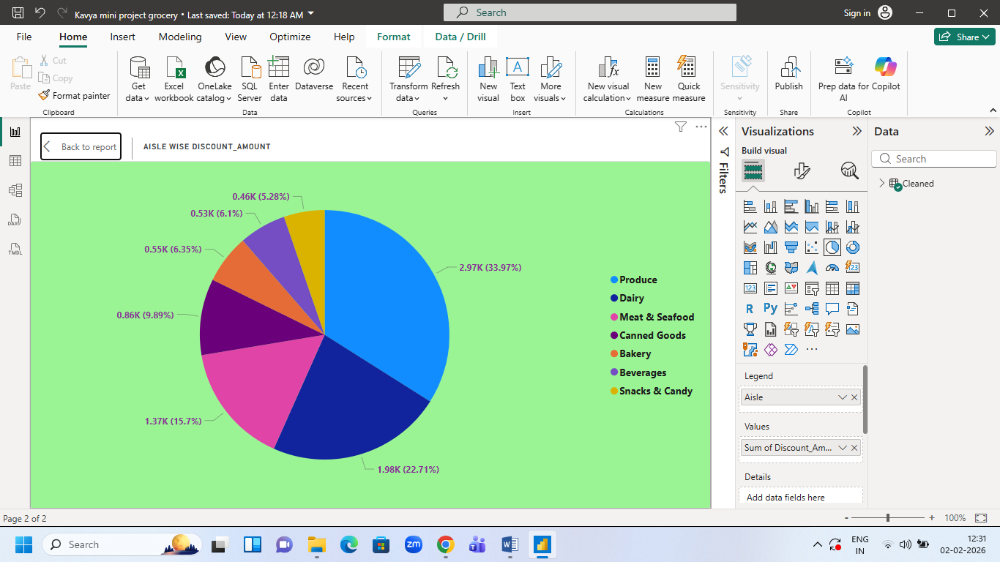 Kavya mini project grocery • Last saved: Today at 12:18 AM
Search
Sign in
File
Home
Insert
Modeling
View
Optimize
Help
Format
Data / Drill
Share
Paste
Cut
Copy
Format painter
Clipboard
Get data
Excel workbook
OneLake catalog
SQL Server
Enter data
Dataverse
Recent sources
Data
Transform data
Refresh
Queries
New visual
Text box
More visuals
Insert
New visual calculation
New measure
Quick measure
Calculations
Sensitivity
Sensitivity
Publish
Share
Prep data for AI
Copilot
Copilot
Back to report
AISLE WISE DISCOUNT_AMOUNT
0.46K (5.28%)
0.53K (6.1%)
0.55K (6.35%)
2.97K (33.97%)
0.86K (9.89%)
1.37K (15.7%)
1.98K (22.71%)
Produce
Dairy
Meat & Seafood
Canned Goods
Bakery
Beverages
Snacks & Candy
Filters
Visualizations
Build visual
123
R
Py
Legend
Aisle
Values
Sum of Discount_Am...
Details
Add data fields here
Data
Search
Cleaned
DAX
TMDL
Page 2 of 2
- + 100%
Search
zm
ENG
IN
12:31
02-02-2026